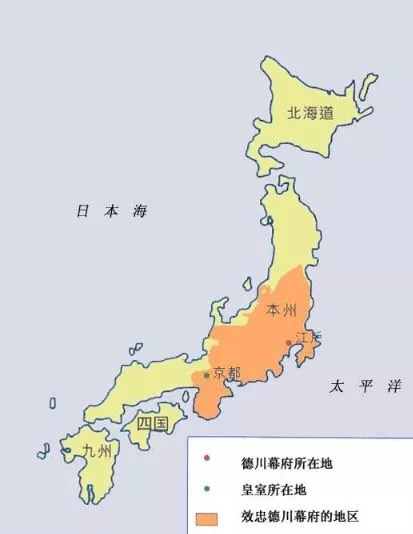 北海道
日本海
本州
江户
京都
太平洋
四国
九州
德川幕府所在地
皇室所在地
效忠德川幕府的地区